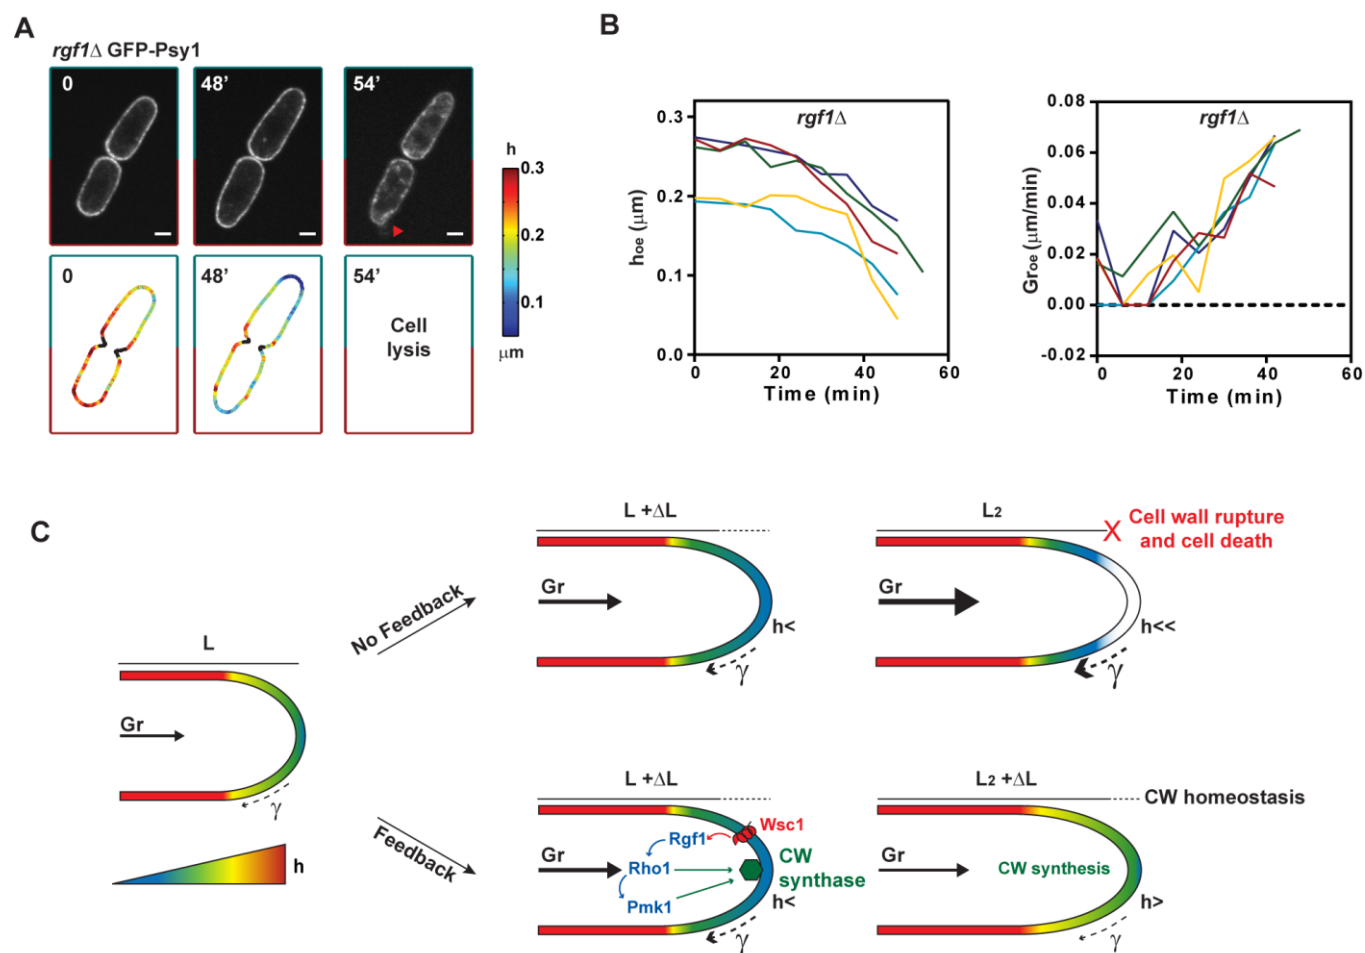 A
rgf1Δ GFP-Psy1
0
48'
54'
0
48'
54'
Cell
lysis
h
0.3
0.2
0.1
μm
B
rgf1Δ
0.3
0.2
0.1
0.0
hoe (μm)
0
20
40
60
Time (min)
rgf1Δ
0.08
0.06
0.04
0.02
0.00
-0.02
Groe (μm/min)
0
20
40
60
Time (min)
C
L
Gr
γ
h
No Feedback
L +ΔL
Gr
h<
γ
L2
X Cell wall rupture
and cell death
Gr
h<<
γ
Feedback
L +ΔL
Wsc1
Rgf1
Gr
Rho1
CW
synthase
Pmk1
h<
γ
L2 +ΔL
CW homeostasis
Gr
CW synthesis
h>
γ